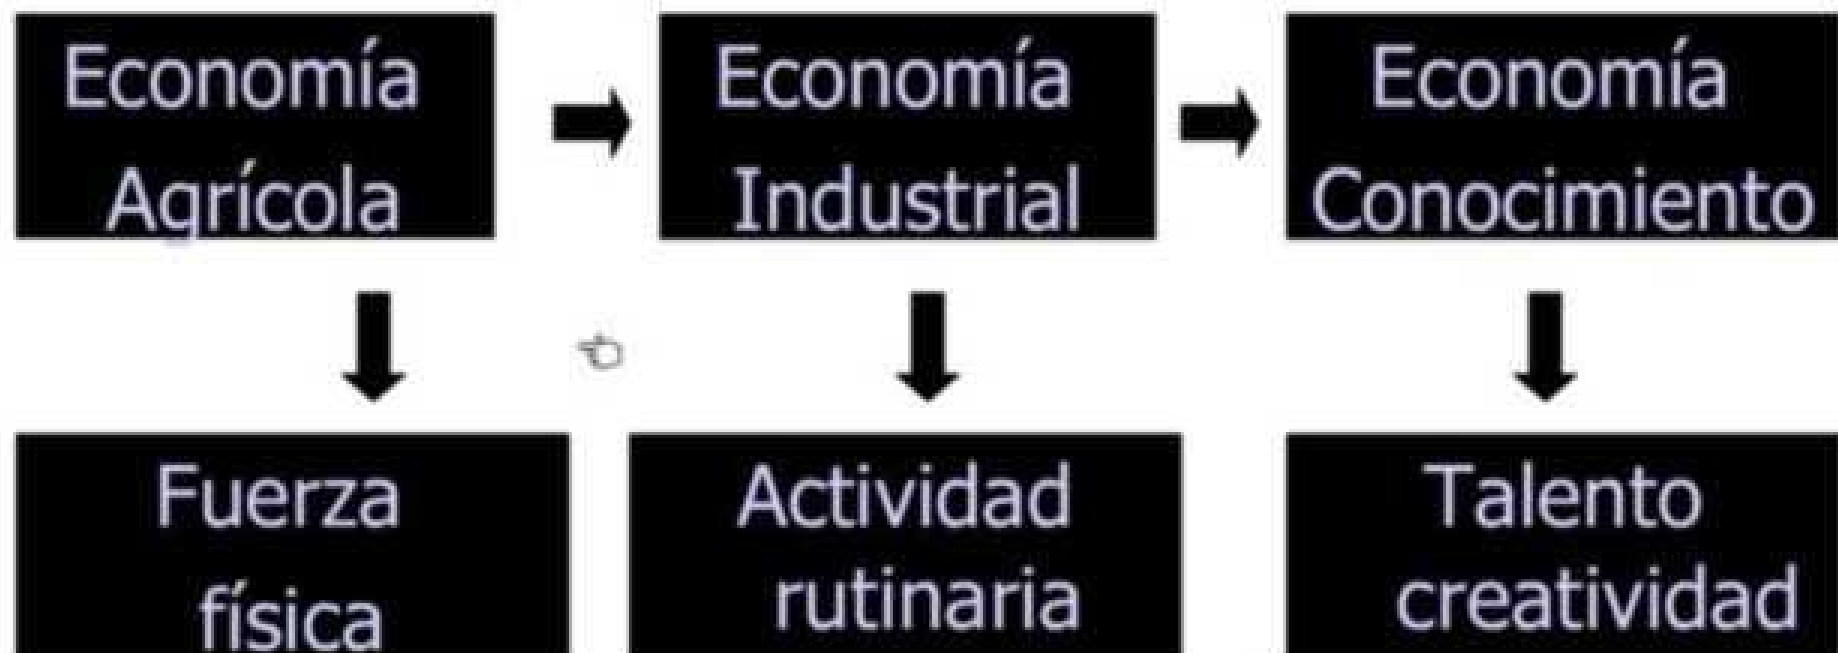 Economía
Agrícola
Economía
Industrial
Economía
Conocimiento
Fuerza
física
Actividad
rutinaria
Talento
creatividad